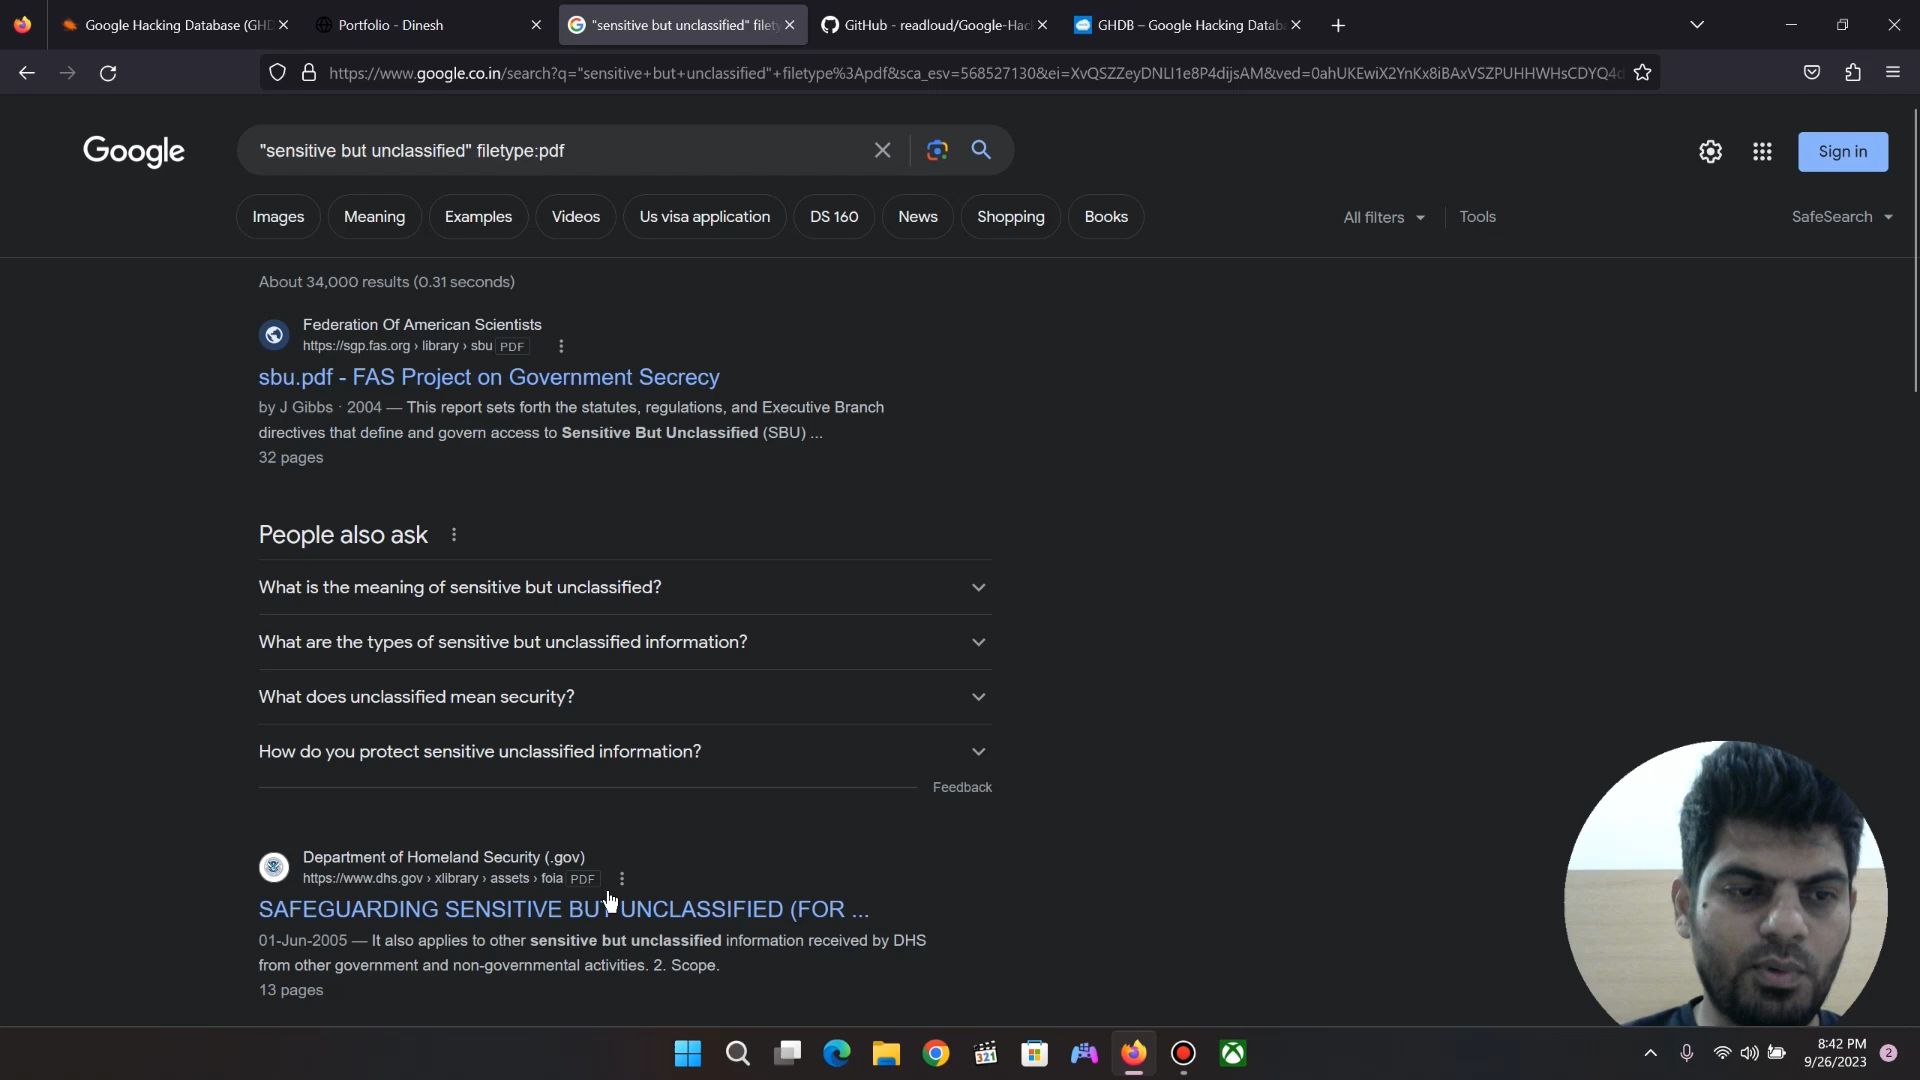 Google Hacking Database (GHD
Portfolio - Dinesh
"sensitive but unclassified" filety
GitHub - readloud/Google-Hac
GHDB – Google Hacking Datab
https://www.google.co.in/search?q="sensitive+but+unclassified"+filetype%3Apdf&sca_esv=568527130&ei=XvQSZZeyDNLI1e8P4dijsAM&ved=0ahUKEwiX2YnKx8iBAxVSZPUHHWHsCDYQ4d
Google
"sensitive but unclassified" filetype:pdf
Sign in
Images
Meaning
Examples
Videos
Us visa application
DS 160
News
Shopping
Books
All filters
Tools
SafeSearch
About 34,000 results (0.31 seconds)
Federation Of American Scientists
https://sgp.fas.org › library › sbu PDF
sbu.pdf - FAS Project on Government Secrecy
by J Gibbs · 2004 — This report sets forth the statutes, regulations, and Executive Branch
directives that define and govern access to Sensitive But Unclassified (SBU) ...
32 pages
People also ask
What is the meaning of sensitive but unclassified?
What are the types of sensitive but unclassified information?
What does unclassified mean security?
How do you protect sensitive unclassified information?
Feedback
Department of Homeland Security (.gov)
https://www.dhs.gov › xlibrary › assets › foia PDF
SAFEGUARDING SENSITIVE BUT UNCLASSIFIED (FOR ...
01-Jun-2005 — It also applies to other sensitive but unclassified information received by DHS
from other government and non-governmental activities. 2. Scope.
13 pages
321
8:42 PM
9/26/2023
2